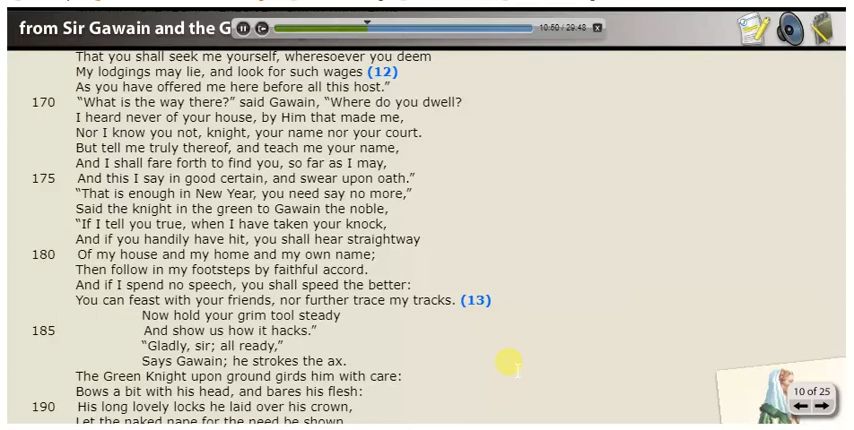 from Sir Gawain and the G
10:50 / 29:48
That you shall seek me yourself, wheresoever you deem
My lodgings may lie, and look for such wages (12)
As you have offered me here before all this host."
170 "What is the way there?" said Gawain, "Where do you dwell?
I heard never of your house, by Him that made me,
Nor I know you not, knight, your name nor your court.
But tell me truly thereof, and teach me your name,
And I shall fare forth to find you, so far as I may,
175 And this I say in good certain, and swear upon oath."
"That is enough in New Year, you need say no more,"
Said the knight in the green to Gawain the noble,
"If I tell you true, when I have taken your knock,
And if you handily have hit, you shall hear straightway
180 Of my house and my home and my own name;
Then follow in my footsteps by faithful accord.
And if I spend no speech, you shall speed the better:
You can feast with your friends, nor further trace my tracks. (13)
Now hold your grim tool steady
185 And show us how it hacks."
"Gladly, sir; all ready,"
Says Gawain; he strokes the ax.
The Green Knight upon ground girds him with care:
Bows a bit with his head, and bares his flesh:
190 His long lovely locks he laid over his crown,
Let the naked nape for the need be shown
10 of 25